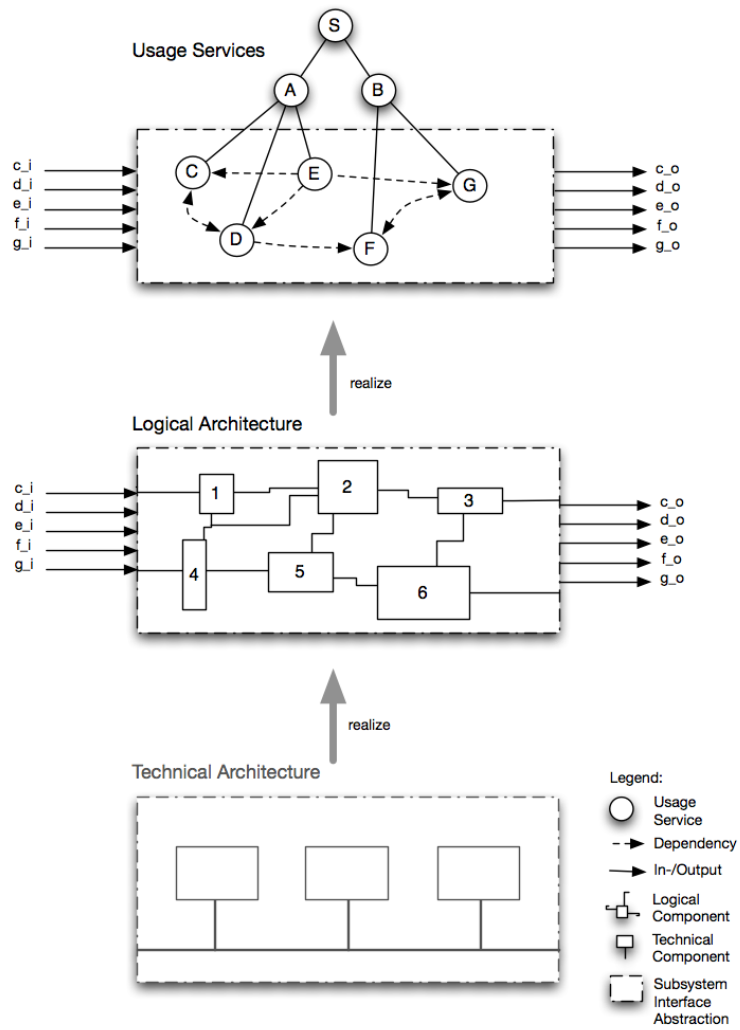 S
Usage Services
A
B
c_i
d_i
e_i
f_i
g_i
C
E
G
D
F
c_o
d_o
e_o
f_o
g_o
realize
Logical Architecture
c_i
d_i
e_i
f_i
g_i
1
2
3
4
5
6
c_o
d_o
e_o
f_o
g_o
realize
Technical Architecture
Legend:
Usage
Service
Dependency
In-/Output
Logical
Component
Technical
Component
Subsystem
Interface
Abstraction